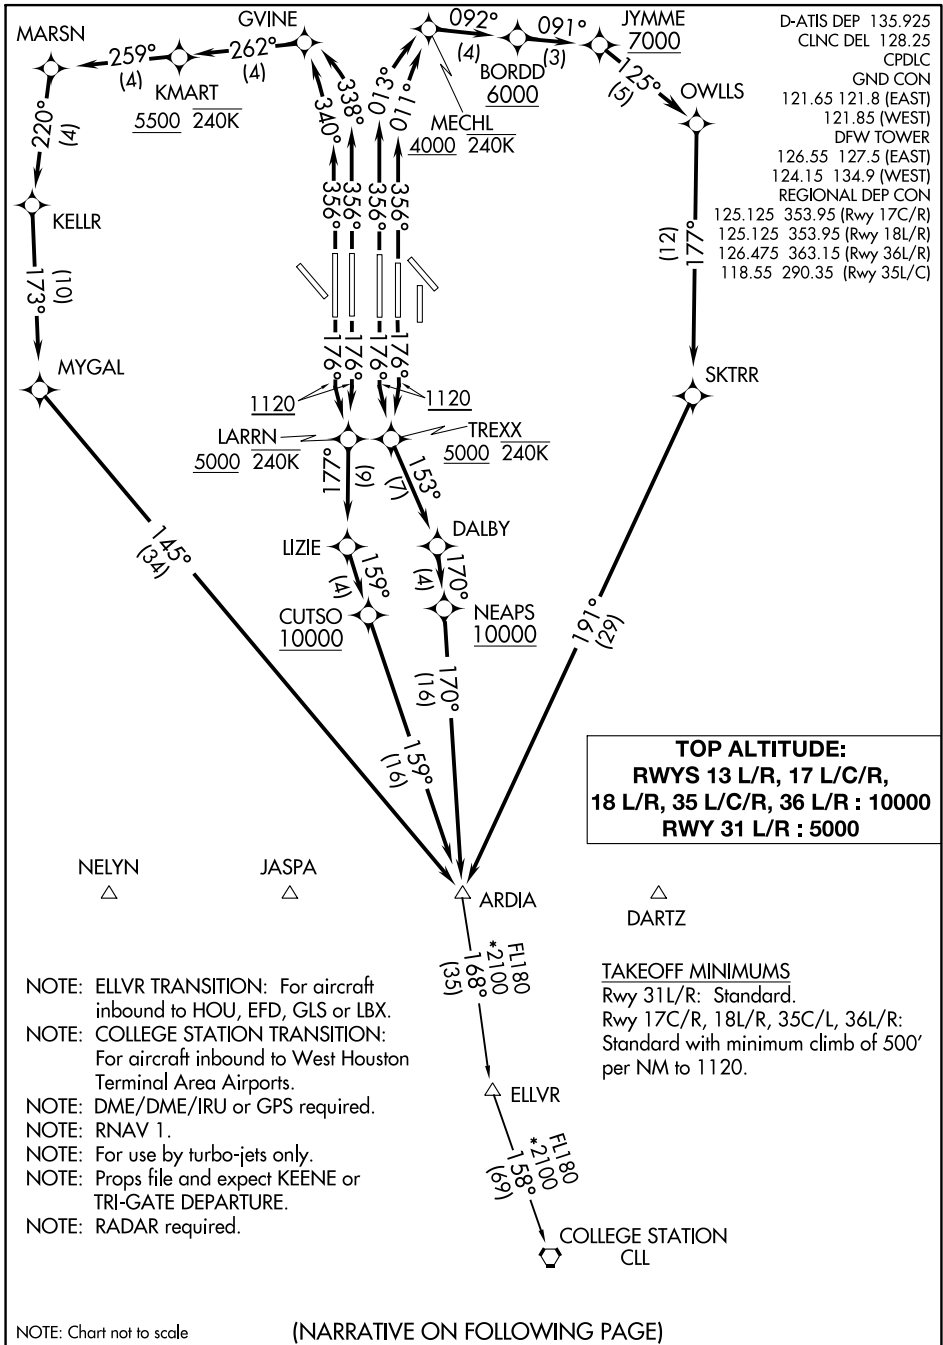 MARSN
259°
(4)
KMART
5500 240K
262°
(4)
GVINE
220°
(4)
KELLR
173°
(10)
MYGAL
145°
(34)
340°
338°
013°
011°
356°
356°
356°
356°
MECHL
4000 240K
092°
(4)
BORDD
6000
091°
(3)
JYMME
7000
125°
(5)
OWLLS
177°
(12)
SKTRR
191°
(29)
D-ATIS DEP 135.925
CLNC DEL 128.25
CPDLC
GND CON
121.65 121.8 (EAST)
121.85 (WEST)
DFW TOWER
126.55 127.5 (EAST)
124.15 134.9 (WEST)
REGIONAL DEP CON
125.125 353.95 (Rwy 17C/R)
125.125 353.95 (Rwy 18L/R)
126.475 363.15 (Rwy 36L/R)
118.55 290.35 (Rwy 35L/C)
176°
176°
176°
176°
1120
1120
LARRN
5000 240K
TREXX
5000 240K
177°
(6)
153°
(7)
LIZIE
DALBY
159°
(4)
170°
(4)
CUTSO
10000
NEAPS
10000
159°
(16)
170°
(16)
TOP ALTITUDE:
RWYS 13 L/R, 17 L/C/R,
18 L/R, 35 L/C/R, 36 L/R : 10000
RWY 31 L/R : 5000
NELYN
JASPA
ARDIA
DARTZ
FL180
*2100
168°
(35)
ELLVR
FL180
*2100
158°
(69)
COLLEGE STATION
CLL
NOTE: ELLVR TRANSITION: For aircraft
inbound to HOU, EFD, GLS or LBX.
NOTE: COLLEGE STATION TRANSITION:
For aircraft inbound to West Houston
Terminal Area Airports.
NOTE: DME/DME/IRU or GPS required.
NOTE: RNAV 1.
NOTE: For use by turbo-jets only.
NOTE: Props file and expect KEENE or
TRI-GATE DEPARTURE.
NOTE: RADAR required.
TAKEOFF MINIMUMS
Rwy 31L/R: Standard.
Rwy 17C/R, 18L/R, 35C/L, 36L/R:
Standard with minimum climb of 500'
per NM to 1120.
NOTE: Chart not to scale
(NARRATIVE ON FOLLOWING PAGE)